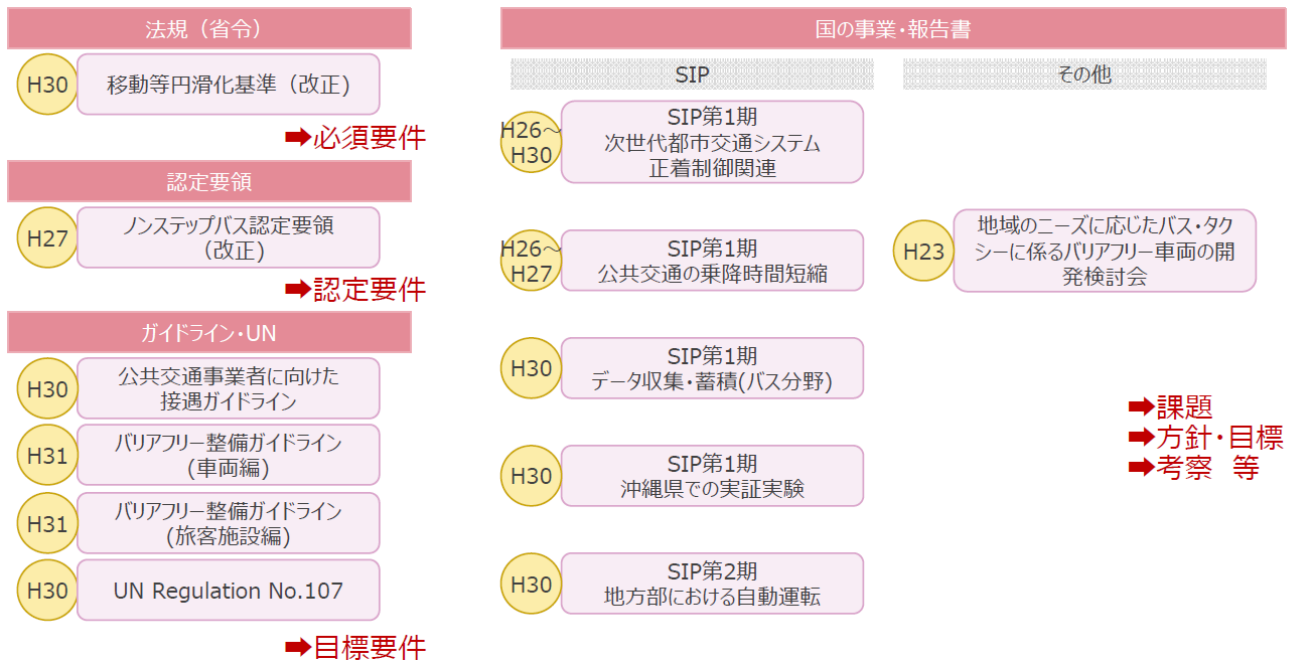 法規（省令）
H30
移動等円滑化基準（改正)
➡必須要件
認定要領
H27
ノンステップバス認定要領
(改正)
➡認定要件
ガイドライン・UN
H30
公共交通事業者に向けた
接遇ガイドライン
H31
バリアフリー整備ガイドライン
(車両編)
H31
バリアフリー整備ガイドライン
(旅客施設編)
H30
UN Regulation No.107
➡目標要件
国の事業・報告書
SIP
H26～
H30
SIP第1期
次世代都市交通システム
正着制御関連
H26～
H27
SIP第1期
公共交通の乗降時間短縮
H30
SIP第1期
データ収集・蓄積(バス分野)
H30
SIP第1期
沖縄県での実証実験
H30
SIP第2期
地方部における自動運転
その他
H23
地域のニーズに応じたバス・タク
シーに係るバリアフリー車両の開
発検討会
➡課題
➡方針・目標
➡考察　等